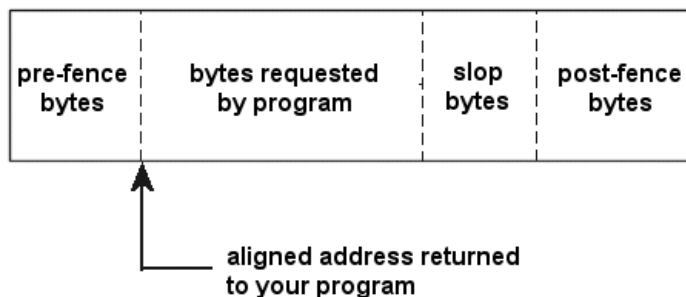 pre-fence
bytes
bytes requested
by program
slop
bytes
post-fence
bytes
aligned address returned
to your program